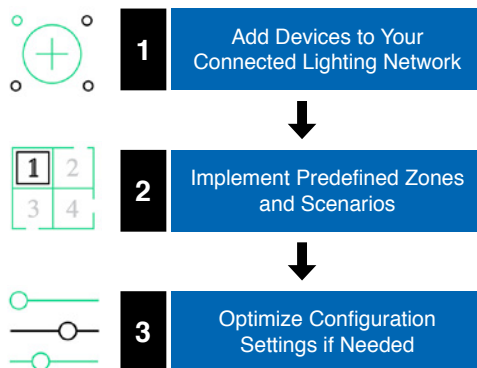 1
Add Devices to Your
Connected Lighting Network
1 2
3 4
2
Implement Predefined Zones
and Scenarios
3
Optimize Configuration
Settings if Needed